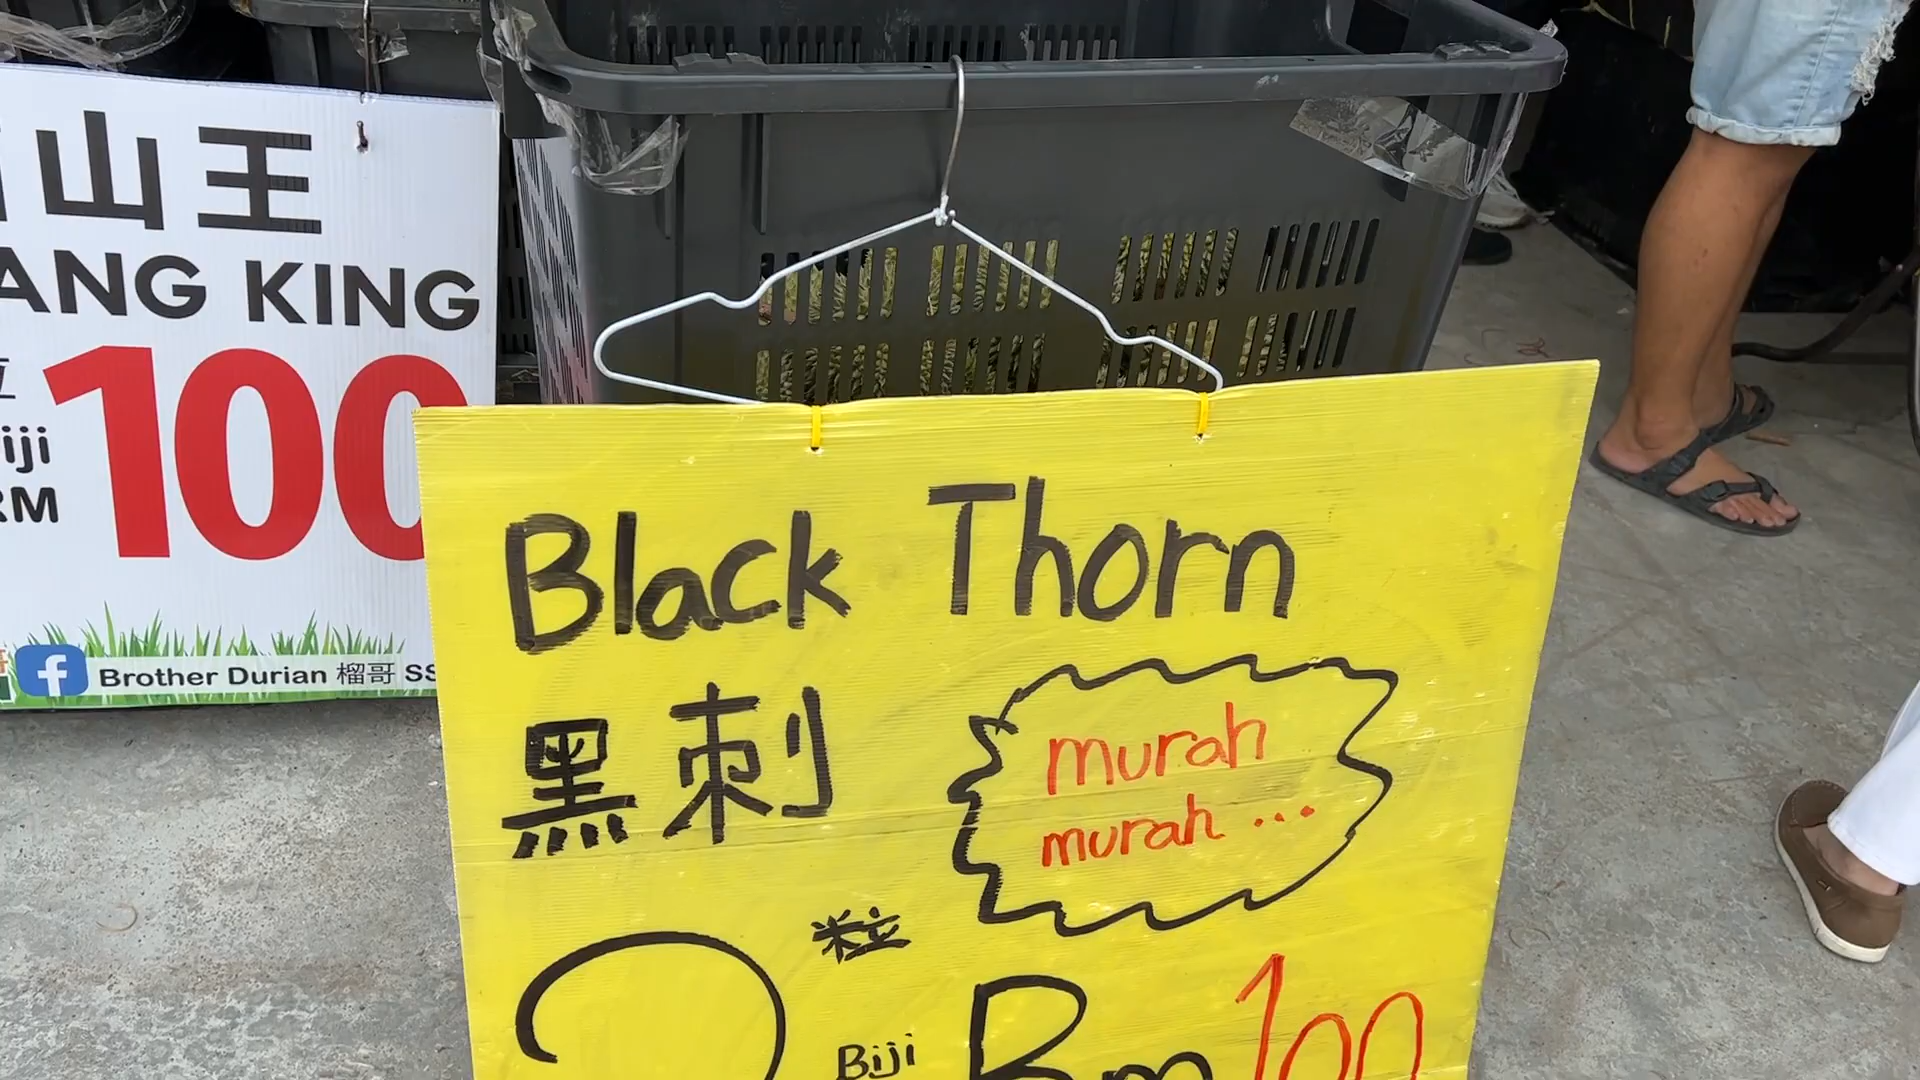 山王
ANG KING
100
iji
RM
Brother Durian 榴哥 SS
Black Thorn
黑刺
murah
murah ...
粒
Biji
Rm 100